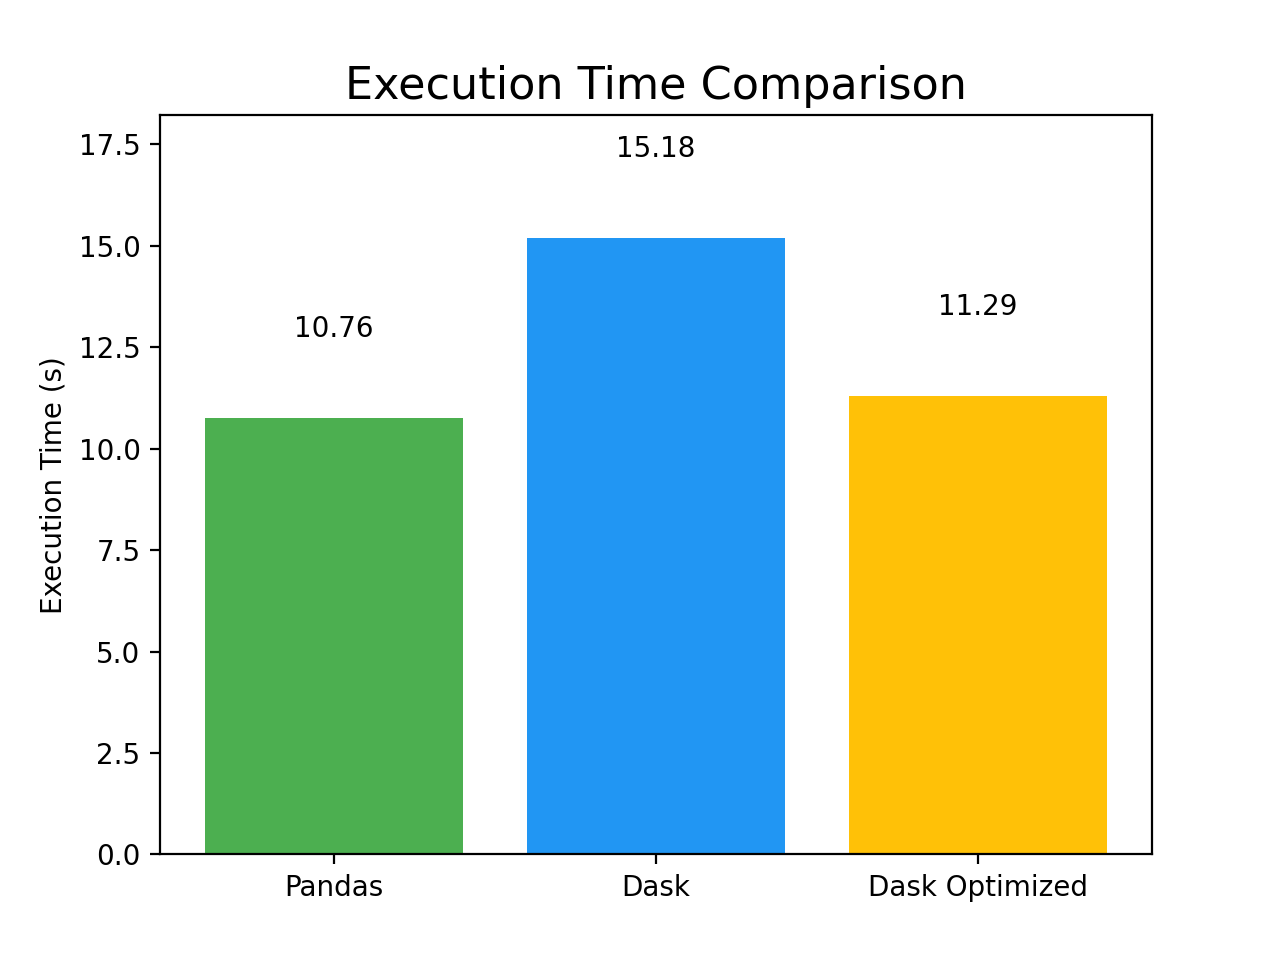 Execution Time Comparison
Execution Time (s)
17.5
15.0
12.5
10.0
7.5
5.0
2.5
0.0
10.76
15.18
11.29
Pandas
Dask
Dask Optimized